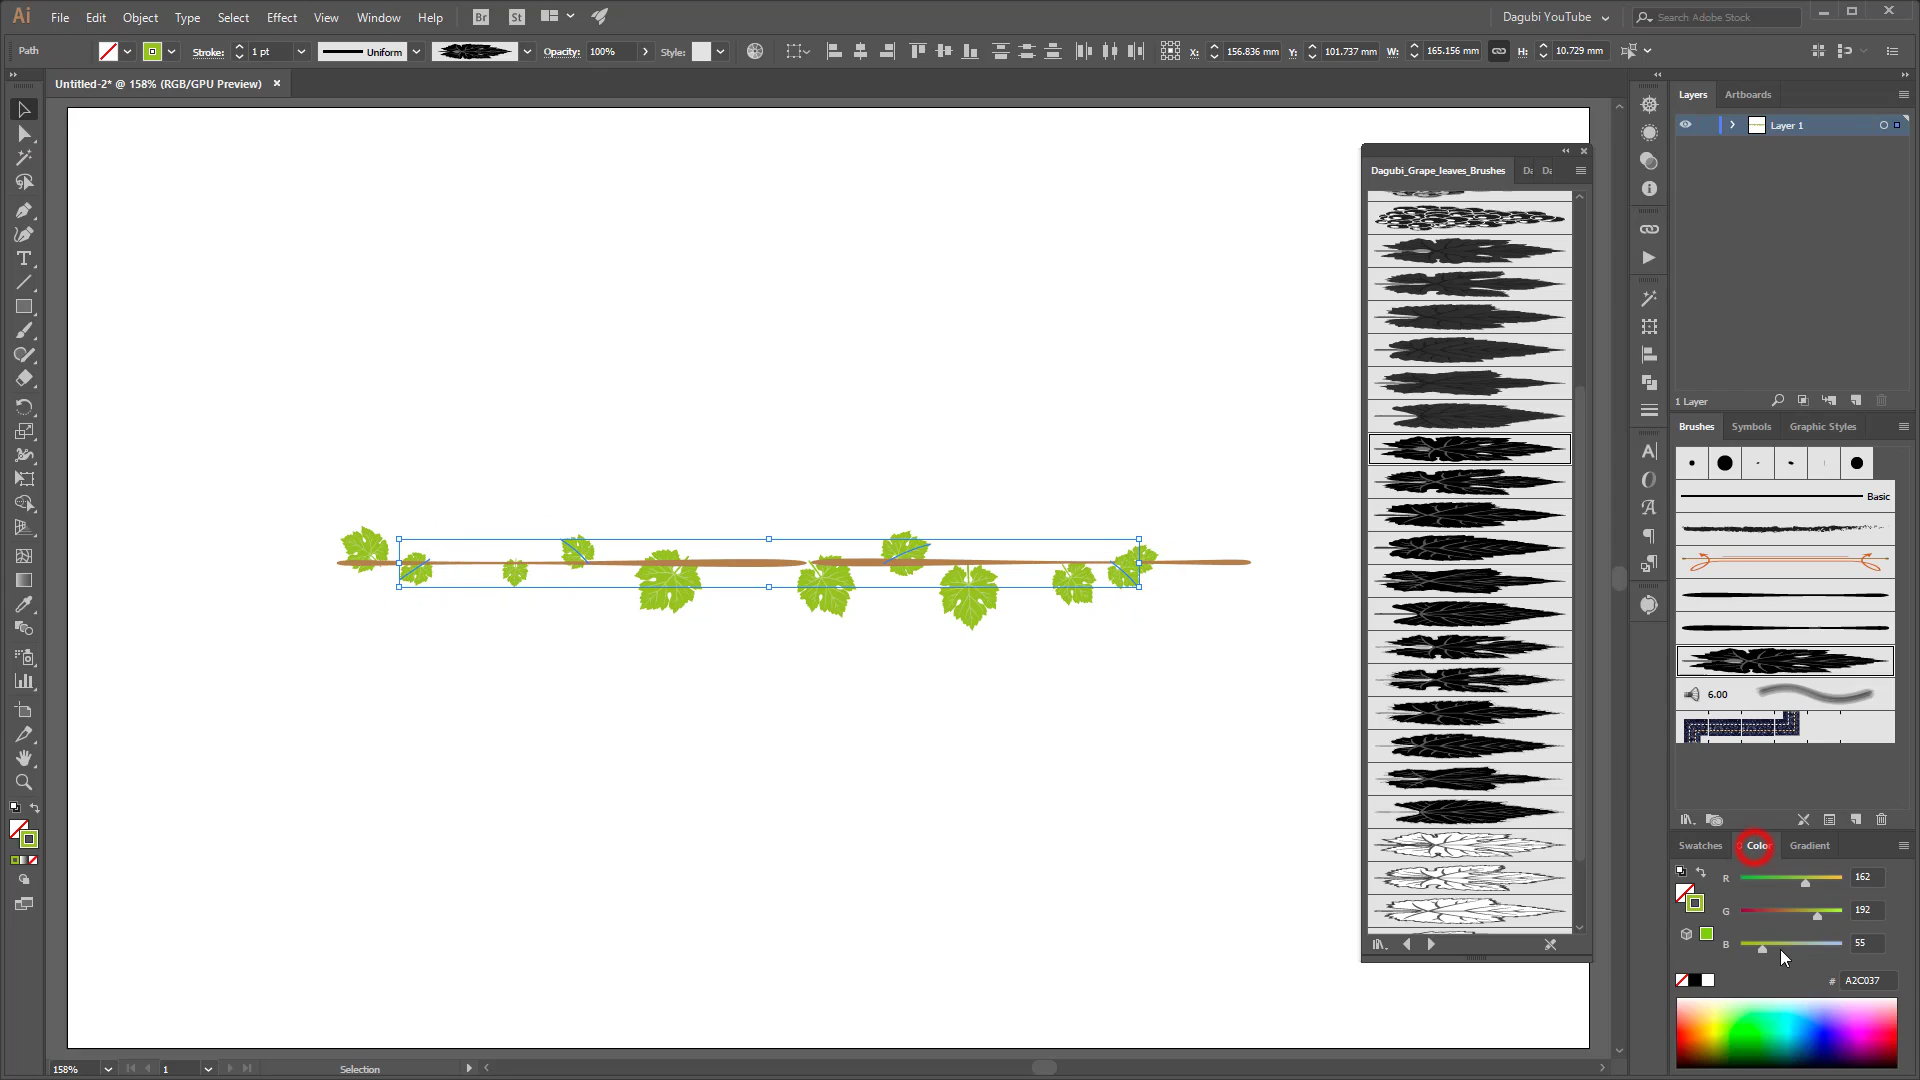 Ai File Edit Object Type Select Effect View Window Help Br St Dagubi YouTube Search Adobe Stock
Path Stroke: 1 pt Uniform Opacity: 100% Style: X: 156.836 mm Y: 101.737 mm W: 165.156 mm H: 10.729 mm
Untitled-2* @ 158% (RGB/GPU Preview)
Layers Artboards
Layer 1
Dagubi_Grape_leaves_Brushes Da Da
1 Layer
Brushes Symbols Graphic Styles
Basic
6.00
Swatches Color Gradient
R 162
G 192
B 55
# A2C037
158% 1 Selection